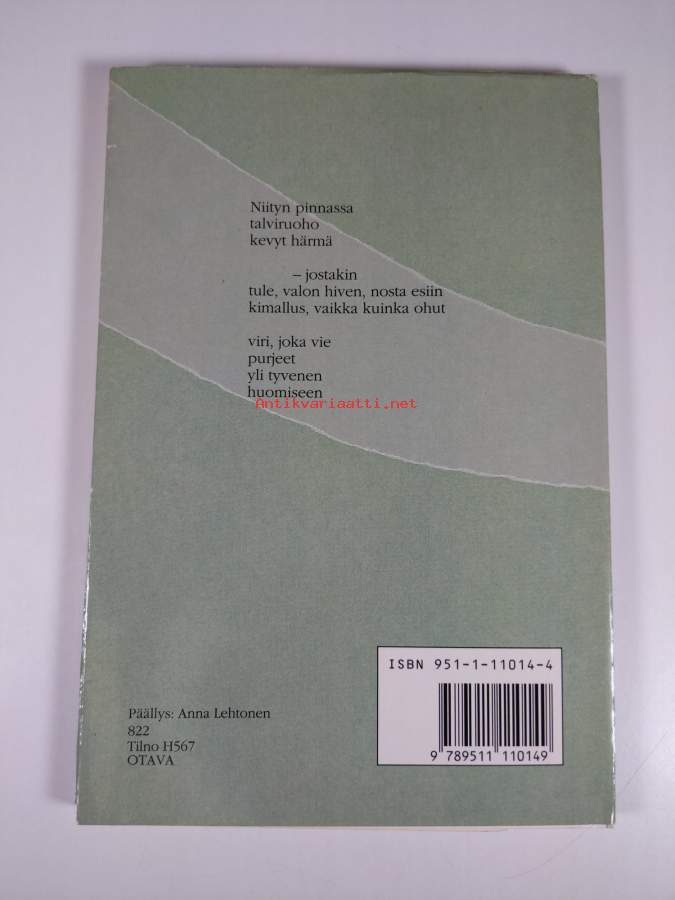 Niityn pinnassa
talviruoho
kevyt härmä
– jostakin
tule, valon hiven, nosta esiin
kimallus, vaikka kuinka ohut
viri, joka vie
purjeet
yli tyvenen
huomiseen
Antikvariaatti.net
ISBN 951-1-11014-4
9 789511 110149
Päällys: Anna Lehtonen
822
Tilno H567
OTAVA